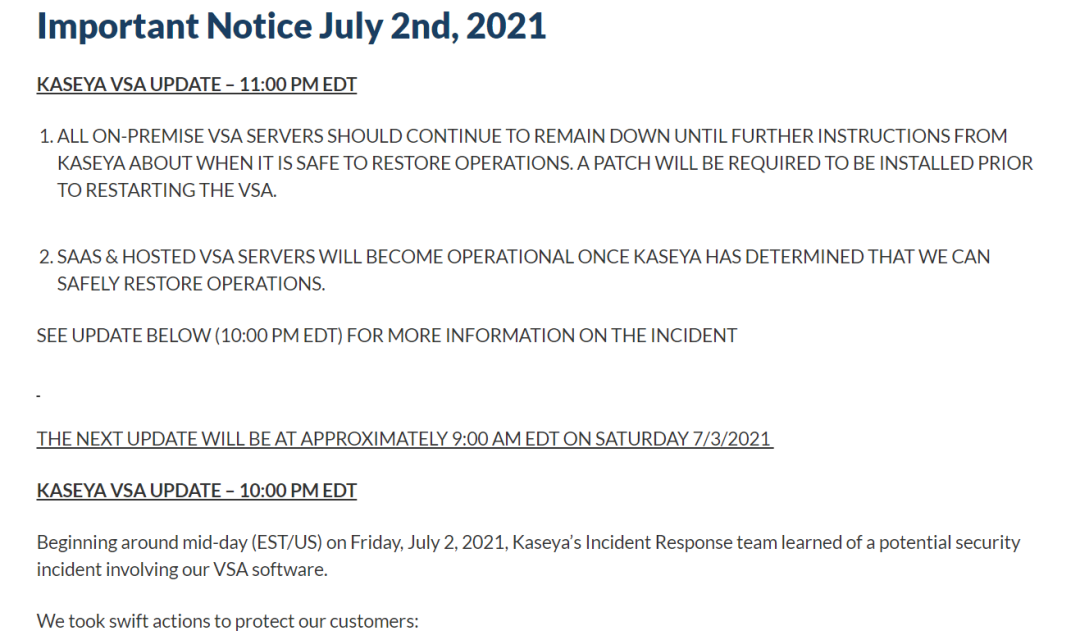 Important Notice July 2nd, 2021
KASEYA VSA UPDATE – 11:00 PM EDT
1. ALL ON-PREMISE VSA SERVERS SHOULD CONTINUE TO REMAIN DOWN UNTIL FURTHER INSTRUCTIONS FROM
KASEYA ABOUT WHEN IT IS SAFE TO RESTORE OPERATIONS. A PATCH WILL BE REQUIRED TO BE INSTALLED PRIOR
TO RESTARTING THE VSA.
2. SAAS & HOSTED VSA SERVERS WILL BECOME OPERATIONAL ONCE KASEYA HAS DETERMINED THAT WE CAN
SAFELY RESTORE OPERATIONS.
SEE UPDATE BELOW (10:00 PM EDT) FOR MORE INFORMATION ON THE INCIDENT
-
THE NEXT UPDATE WILL BE AT APPROXIMATELY 9:00 AM EDT ON SATURDAY 7/3/2021
KASEYA VSA UPDATE – 10:00 PM EDT
Beginning around mid-day (EST/US) on Friday, July 2, 2021, Kaseya’s Incident Response team learned of a potential security
incident involving our VSA software.
We took swift actions to protect our customers: